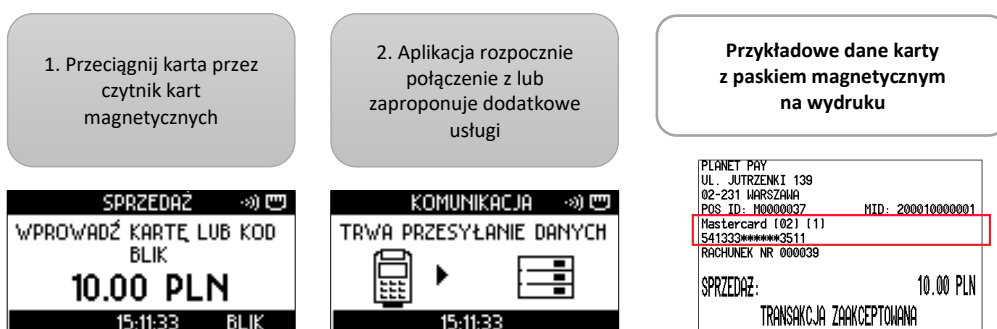 1. Przeciągnij karta przez
czytnik kart
magnetycznych
2. Aplikacja rozpocznie
połączenie z lub
zaproponuje dodatkowe
usługi
Przykładowe dane karty
z paskiem magnetycznym
na wydruku
SPRZEDAŻ
WPROWADŹ KARTĘ LUB KOD
BLIK
10.00 PLN
15:11:33 BLIK
KOMUNIKACJA
TRWA PRZESYŁANIE DANYCH
15:11:33
PLANET PAY
UL. JUTRZENKI 139
02-231 WARSZAWA
POS ID: M0000037 MID: 200010000001
Mastercard (02) (1)
541333******3511
RACHUNEK NR 000039
SPRZEDAŻ: 10.00 PLN
TRANSAKCJA ZAAKCEPTOWANA